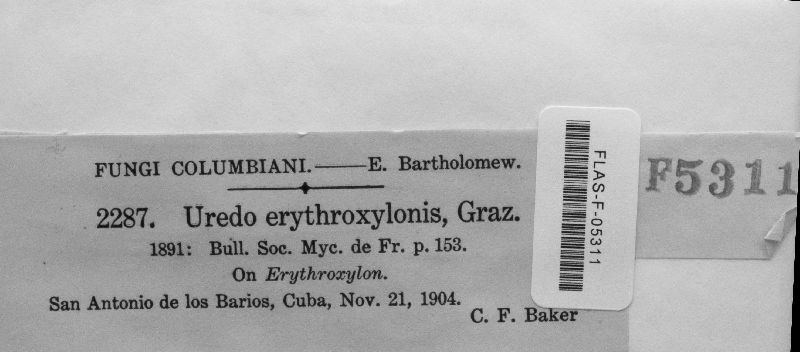 FUNGI COLUMBIANI.—E. Bartholomew.
2287. Uredo erythroxylonis, Graz.
1891: Bull. Soc. Myc. de Fr. p. 153.
On Erythroxylon.
San Antonio de los Barios, Cuba, Nov. 21, 1904.
C. F. Baker
FLAS-F-05311
F5311